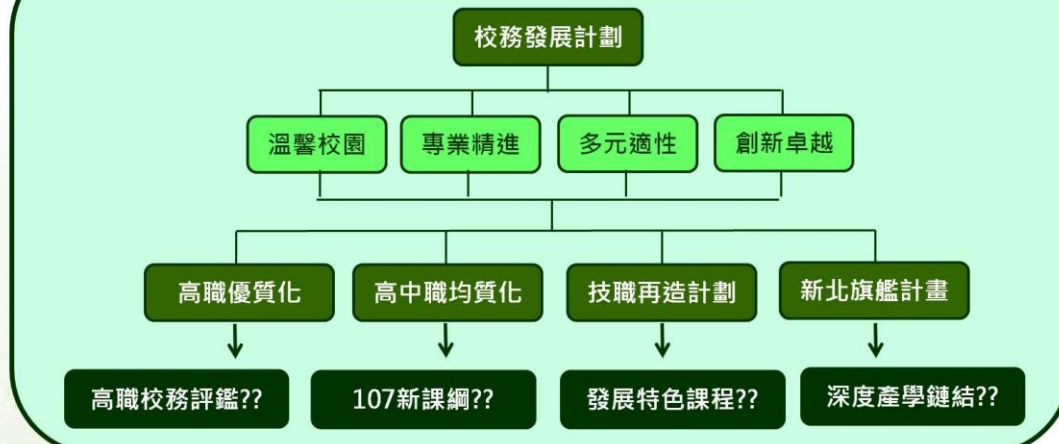 校務發展計劃
溫馨校園
專業精進
多元適性
創新卓越
高職優質化
高中職均質化
技職再造計劃
新北旗艦計畫
高職校務評鑑??
107新課綱??
發展特色課程??
深度產學鏈結??